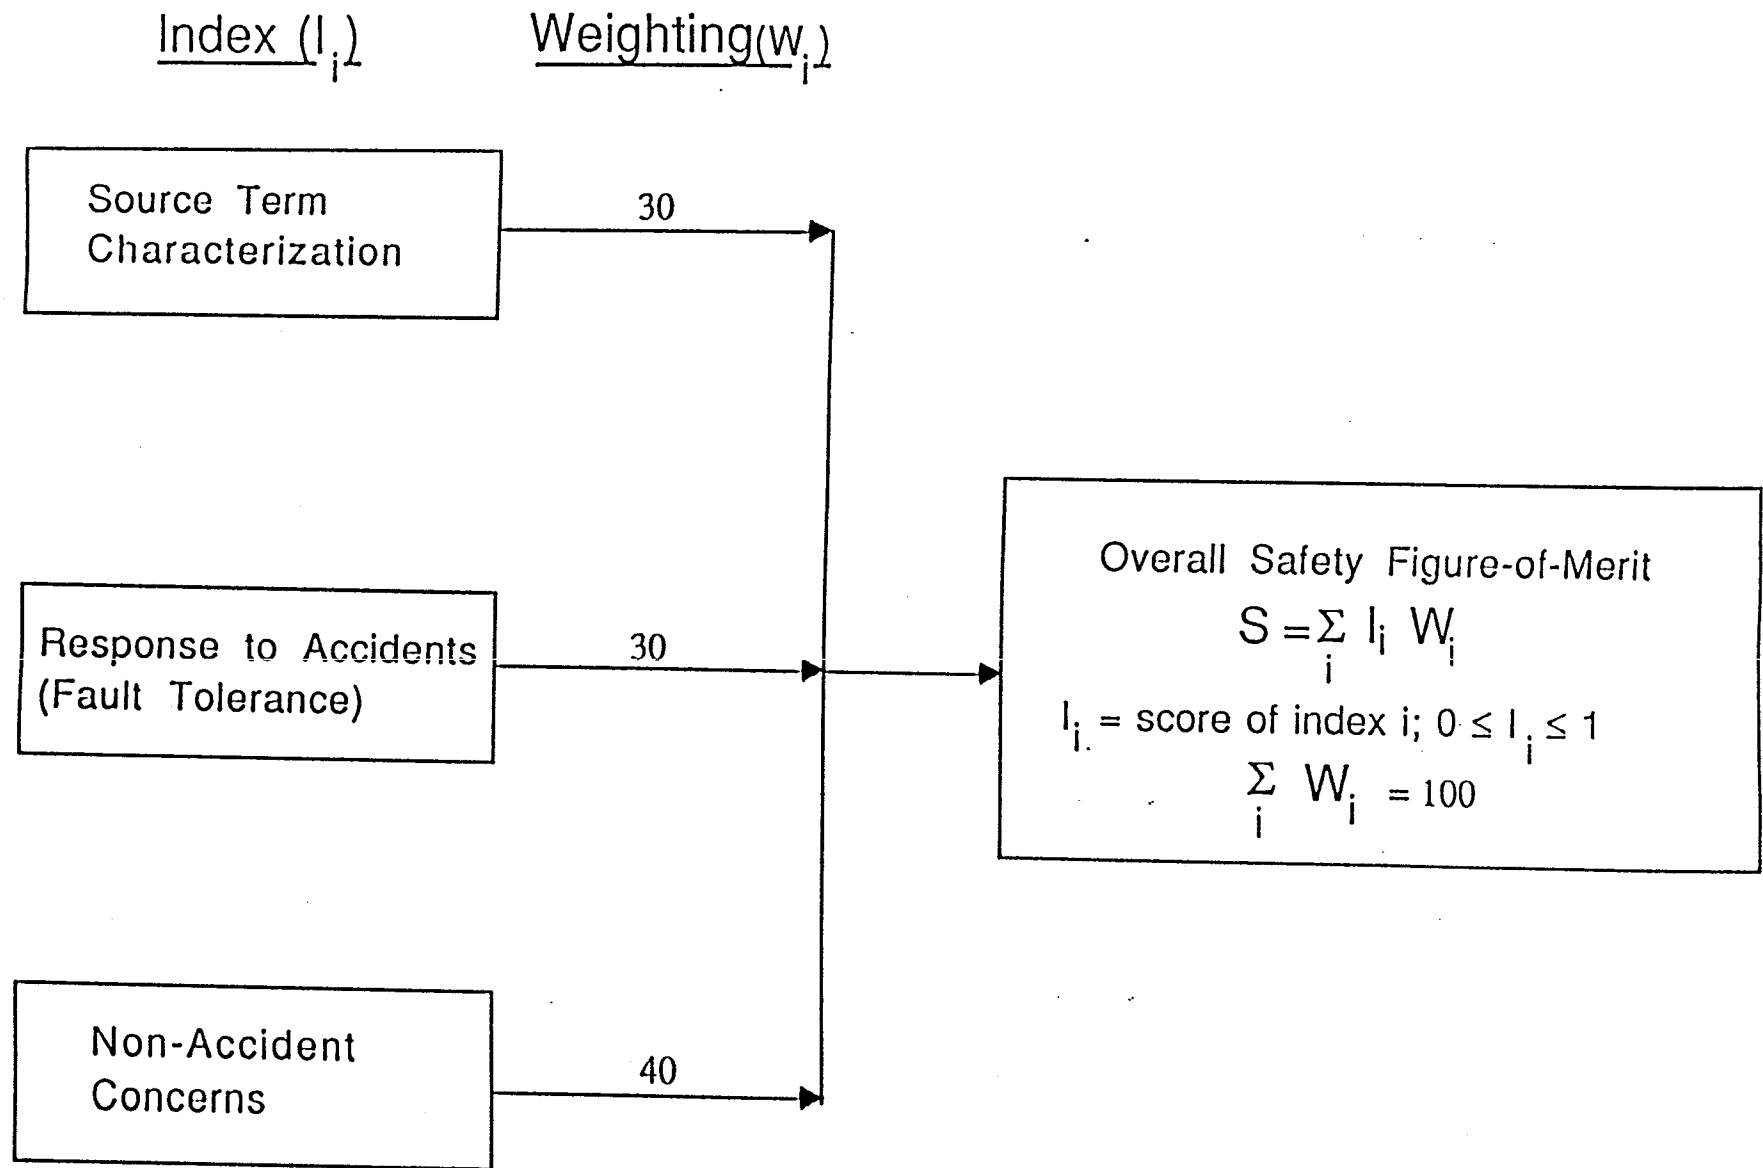 Index (I_i)
Weighting(W_i)
Source Term
Characterization
30
Response to Accidents
(Fault Tolerance)
30
Non-Accident
Concerns
40
Overall Safety Figure-of-Merit
S = Σ_i I_i W_i
I_i = score of index i; 0 ≤ I_i ≤ 1
Σ_i W_i = 100